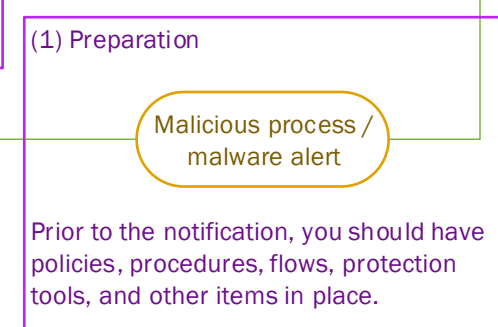 (1) Preparation
Malicious process /
malware alert
Prior to the notification, you should have
policies, procedures, flows, protection
tools, and other items in place.